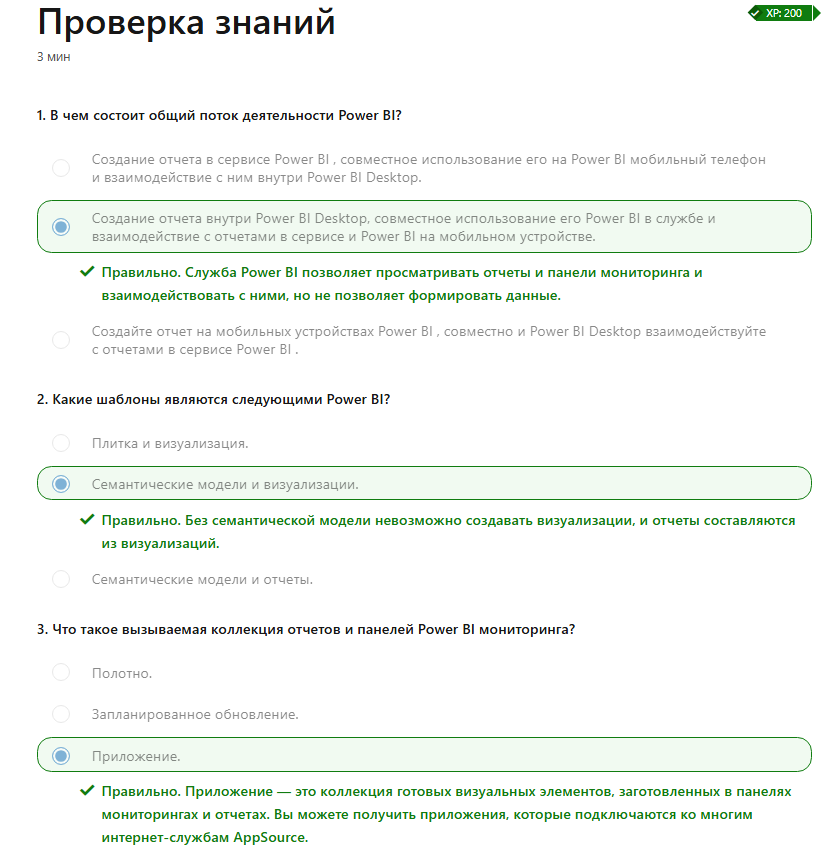 Проверка знаний
XP: 200
3 мин
1. В чем состоит общий поток деятельности Power BI?
Создание отчета в сервисе Power BI , совместное использование его на Power BI мобильный телефон
и взаимодействие с ним внутри Power BI Desktop.
Создание отчета внутри Power BI Desktop, совместное использование его Power BI в службе и
взаимодействие с отчетами в сервисе и Power BI на мобильном устройстве.
Правильно. Служба Power BI позволяет просматривать отчеты и панели мониторинга и
взаимодействовать с ними, но не позволяет формировать данные.
Создайте отчет на мобильных устройствах Power BI , совместно и Power BI Desktop взаимодействуйте
с отчетами в сервисе Power BI .
2. Какие шаблоны являются следующими Power BI?
Плитка и визуализация.
Семантические модели и визуализации.
Правильно. Без семантической модели невозможно создавать визуализации, и отчеты составляются
из визуализаций.
Семантические модели и отчеты.
3. Что такое вызываемая коллекция отчетов и панелей Power BI мониторинга?
Полотно.
Запланированное обновление.
Приложение.
Правильно. Приложение — это коллекция готовых визуальных элементов, заготовленных в панелях
мониторингах и отчетах. Вы можете получить приложения, которые подключаются ко многим
интернет-службам AppSource.